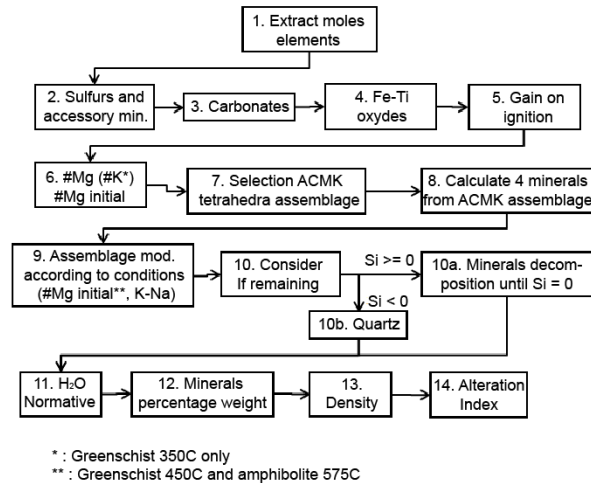 1. Extract moles
elements
2. Sulfurs and
accessory min.
3. Carbonates
4. Fe-Ti
oxydes
5. Gain on
ignition
6. #Mg (#K*)
#Mg initial
7. Selection ACMK
tetrahedra assemblage
8. Calculate 4 minerals
from ACMK assemblage
9. Assemblage mod.
according to conditions
(#Mg initial**, K-Na)
10. Consider
If remaining
Si >= 0
Si < 0
10a. Minerals decom-
position until Si = 0
10b. Quartz
11. H₂O
Normative
12. Minerals
percentage weight
13.
Density
14. Alteration
Index
* : Greenschist 350C only
** : Greenschist 450C and amphibolite 575C